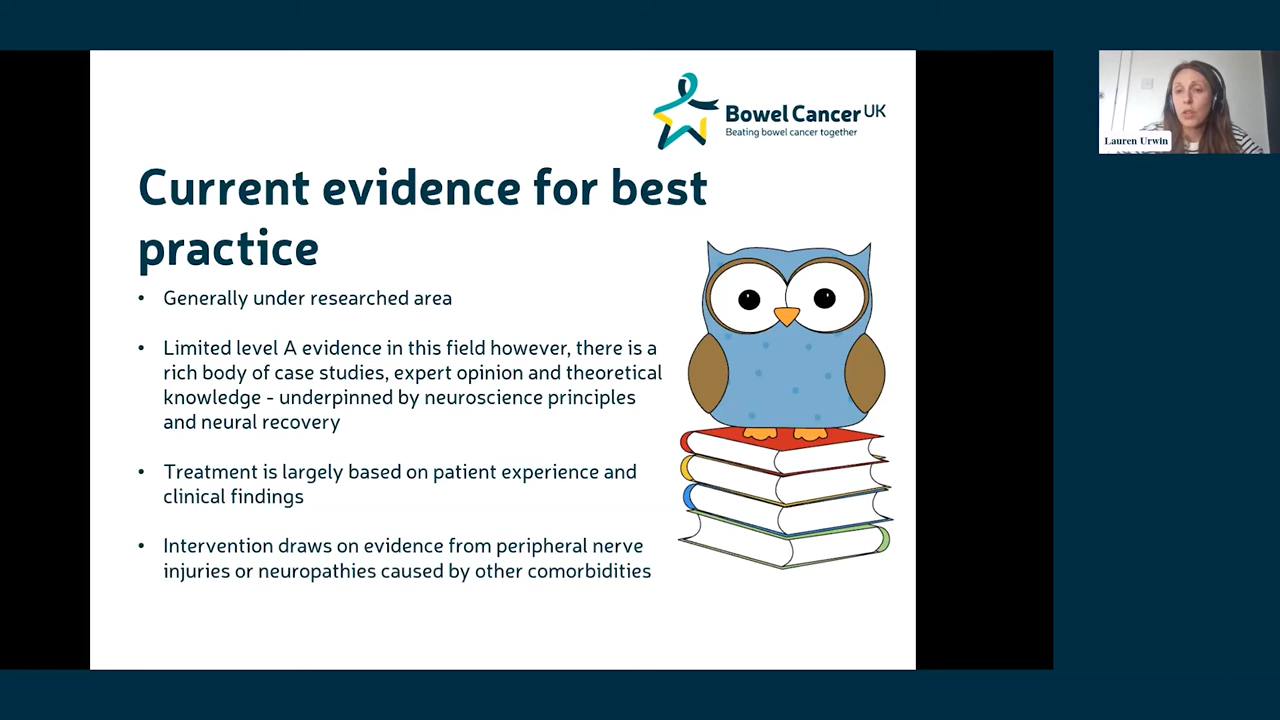 Bowel Cancer UK
Beating bowel cancer together
Lauren Urwin
Current evidence for best
practice
• Generally under researched area
• Limited level A evidence in this field however, there is a
rich body of case studies, expert opinion and theoretical
knowledge - underpinned by neuroscience principles
and neural recovery
• Treatment is largely based on patient experience and
clinical findings
• Intervention draws on evidence from peripheral nerve
injuries or neuropathies caused by other comorbidities